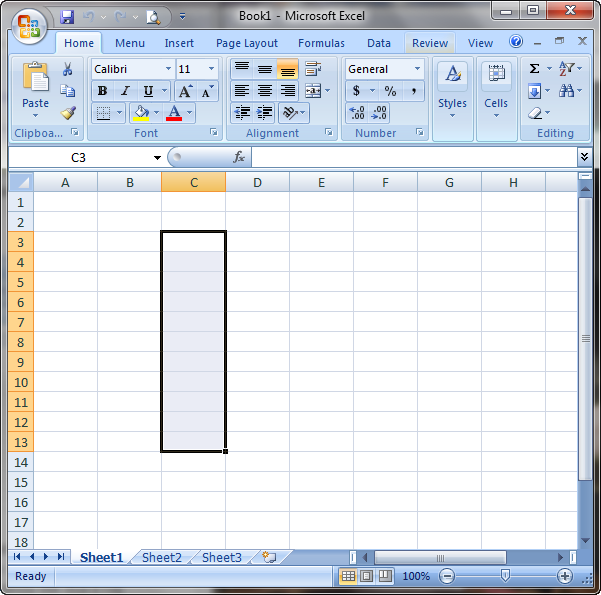 Book1 - Microsoft Excel
Home Menu Insert Page Layout Formulas Data Review View
Calibri 11 General
Paste B I U A A $ % , Styles Cells Σ
A .00 .0 .00
Clipboa... Font Alignment Number Editing
C3 fx
A B C D E F G H
1
2
3
4
5
6
7
8
9
10
11
12
13
14
15
16
17
18
Sheet1 Sheet2 Sheet3
Ready 100%